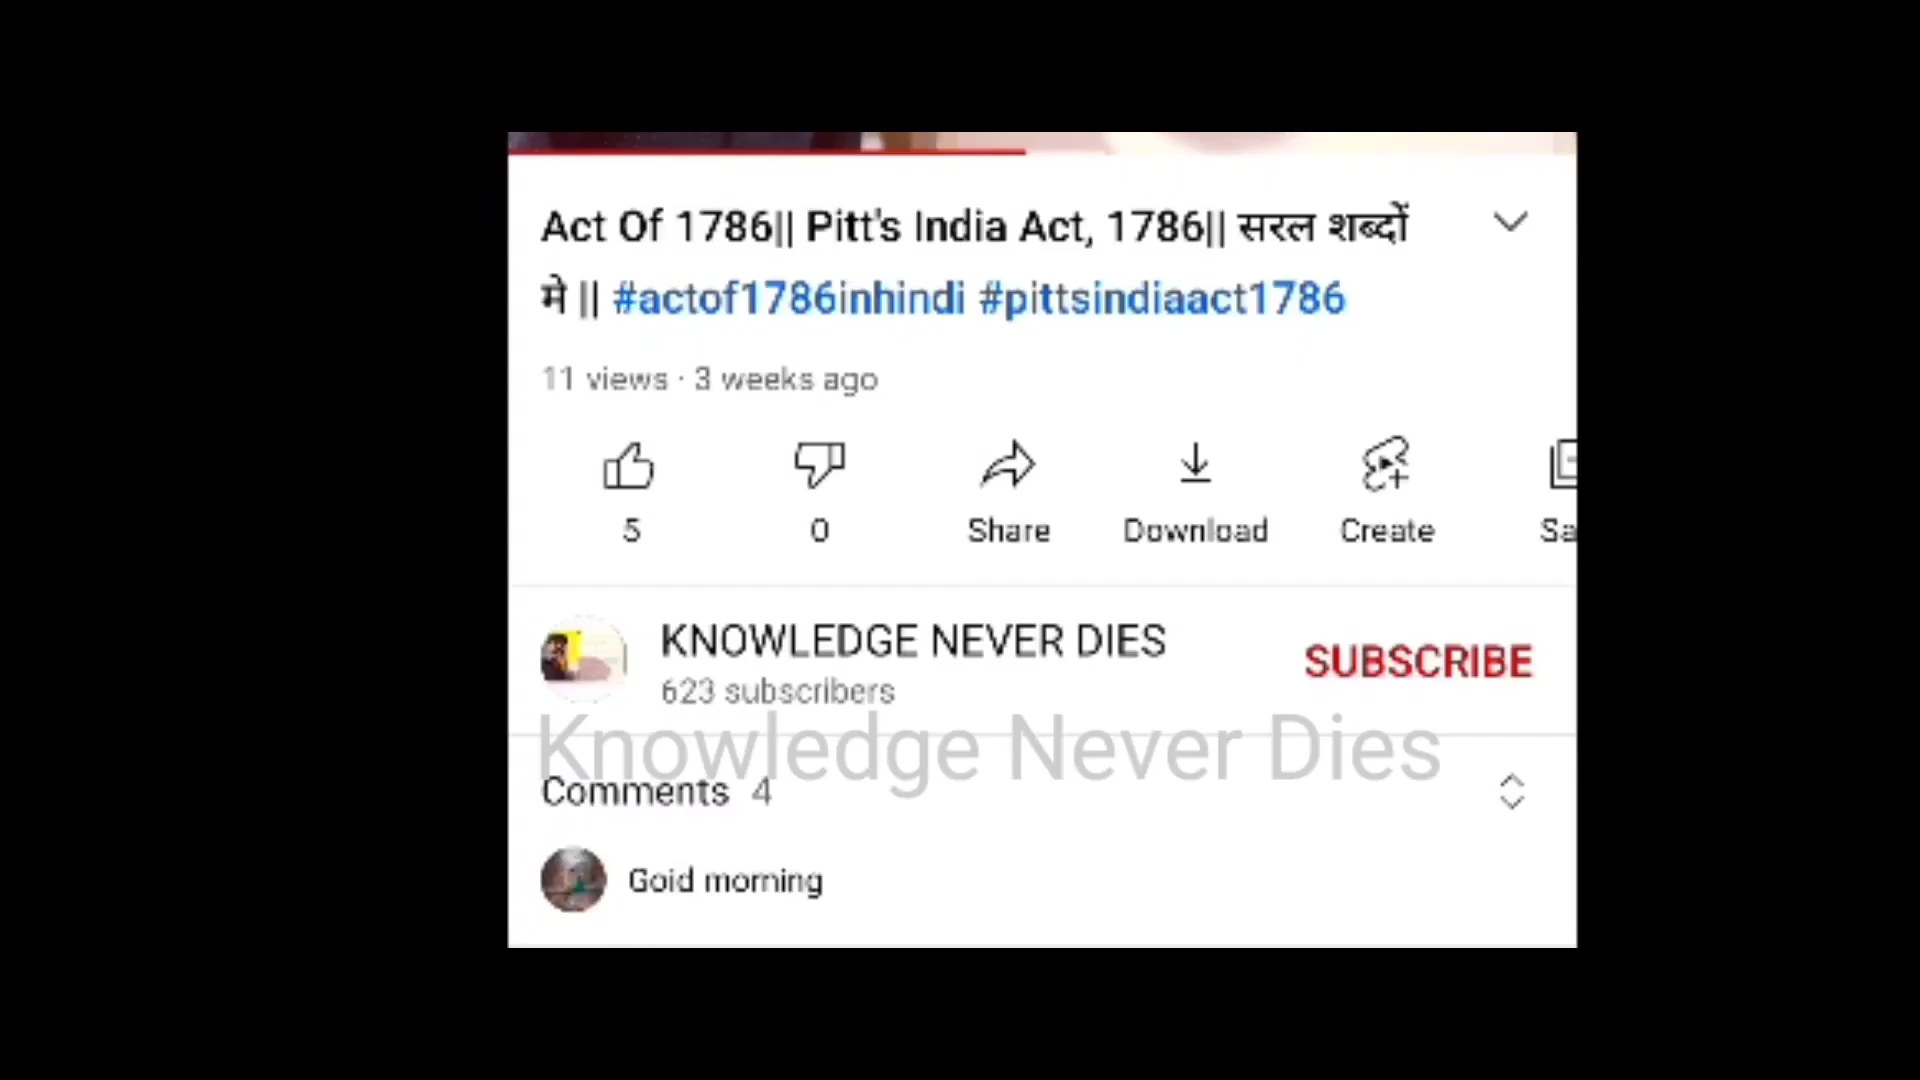 Act Of 1786|| Pitt's India Act, 1786|| सरल शब्दों
मे || #actof1786inhindi #pittsindiaact1786
11 views · 3 weeks ago
5 0 Share Download Create Sa
KNOWLEDGE NEVER DIES
SUBSCRIBE
623 subscribers
Knowledge Never Dies
Comments 4
Goid morning